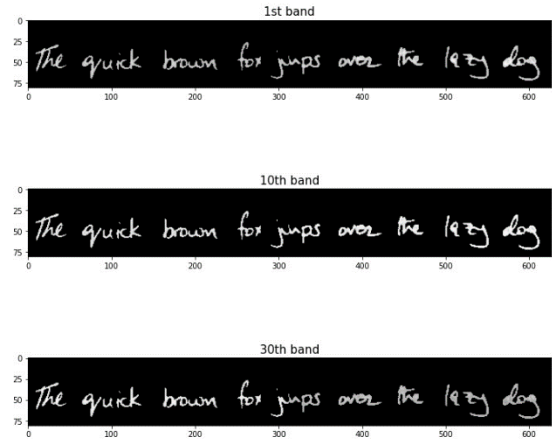 1st band
0
25
50
75
The quick brown fox jumps over the lazy dog
0 100 200 300 400 500 600
10th band
0
25
50
75
The quick brown fox jumps over the lazy dog
0 100 200 300 400 500 600
30th band
0
25
50
75
The quick brown fox jumps over the lazy dog
0 100 200 300 400 500 600